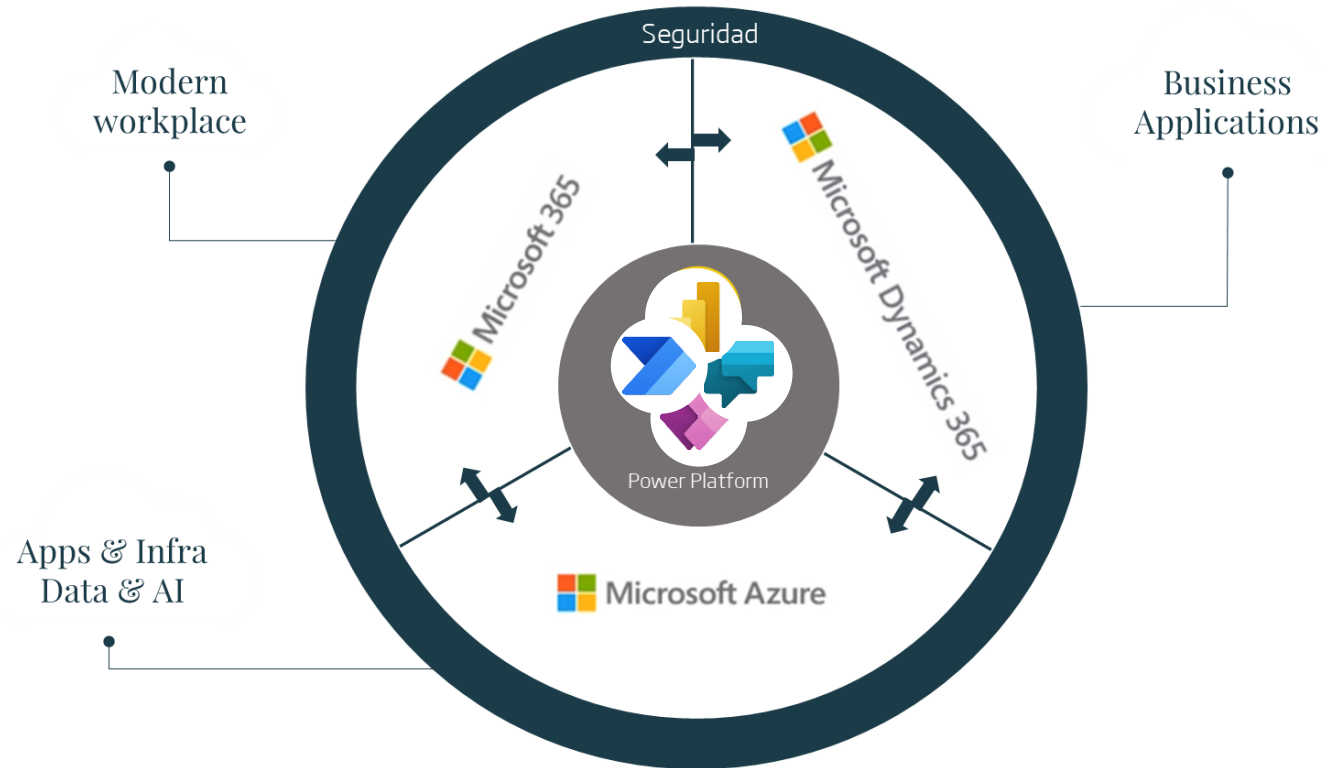 Seguridad
Modern
workplace
Business
Applications
Microsoft 365
Microsoft Dynamics 365
Power Platform
Apps & Infra
Data & AI
Microsoft Azure